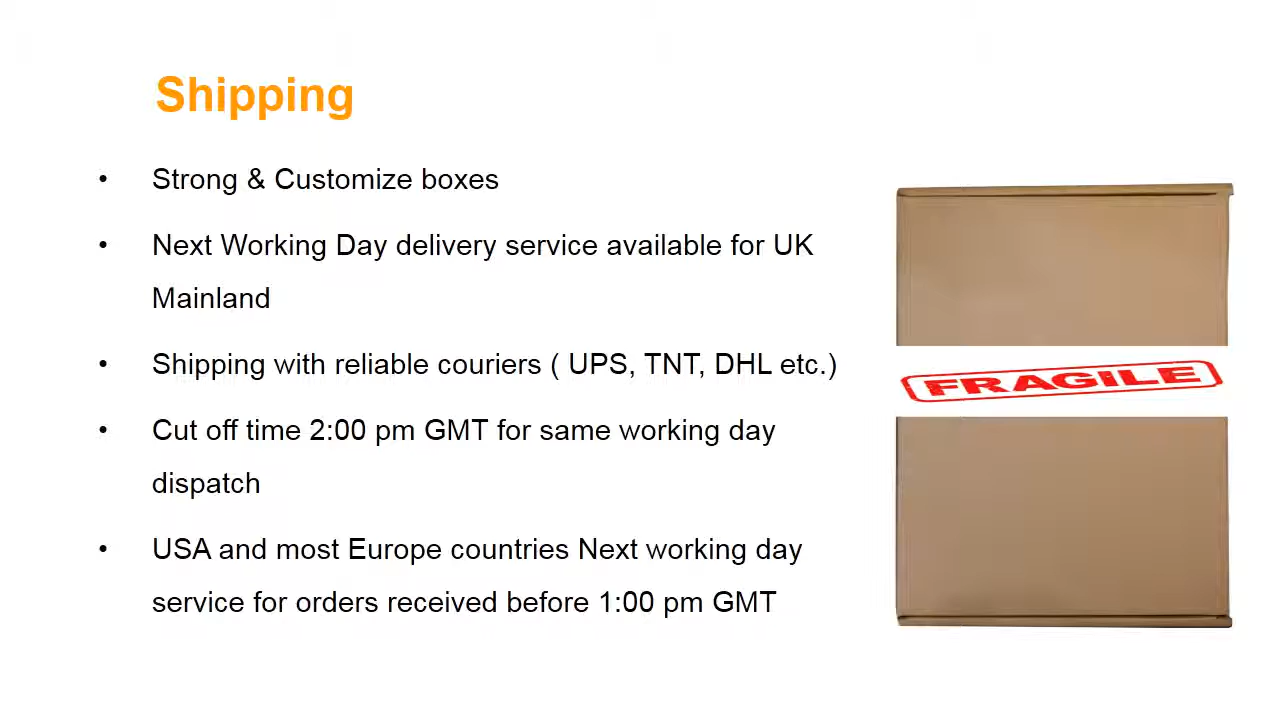 Shipping
• Strong & Customize boxes
• Next Working Day delivery service available for UK
Mainland
• Shipping with reliable couriers ( UPS, TNT, DHL etc.)
• Cut off time 2:00 pm GMT for same working day
dispatch
• USA and most Europe countries Next working day
service for orders received before 1:00 pm GMT
FRAGILE